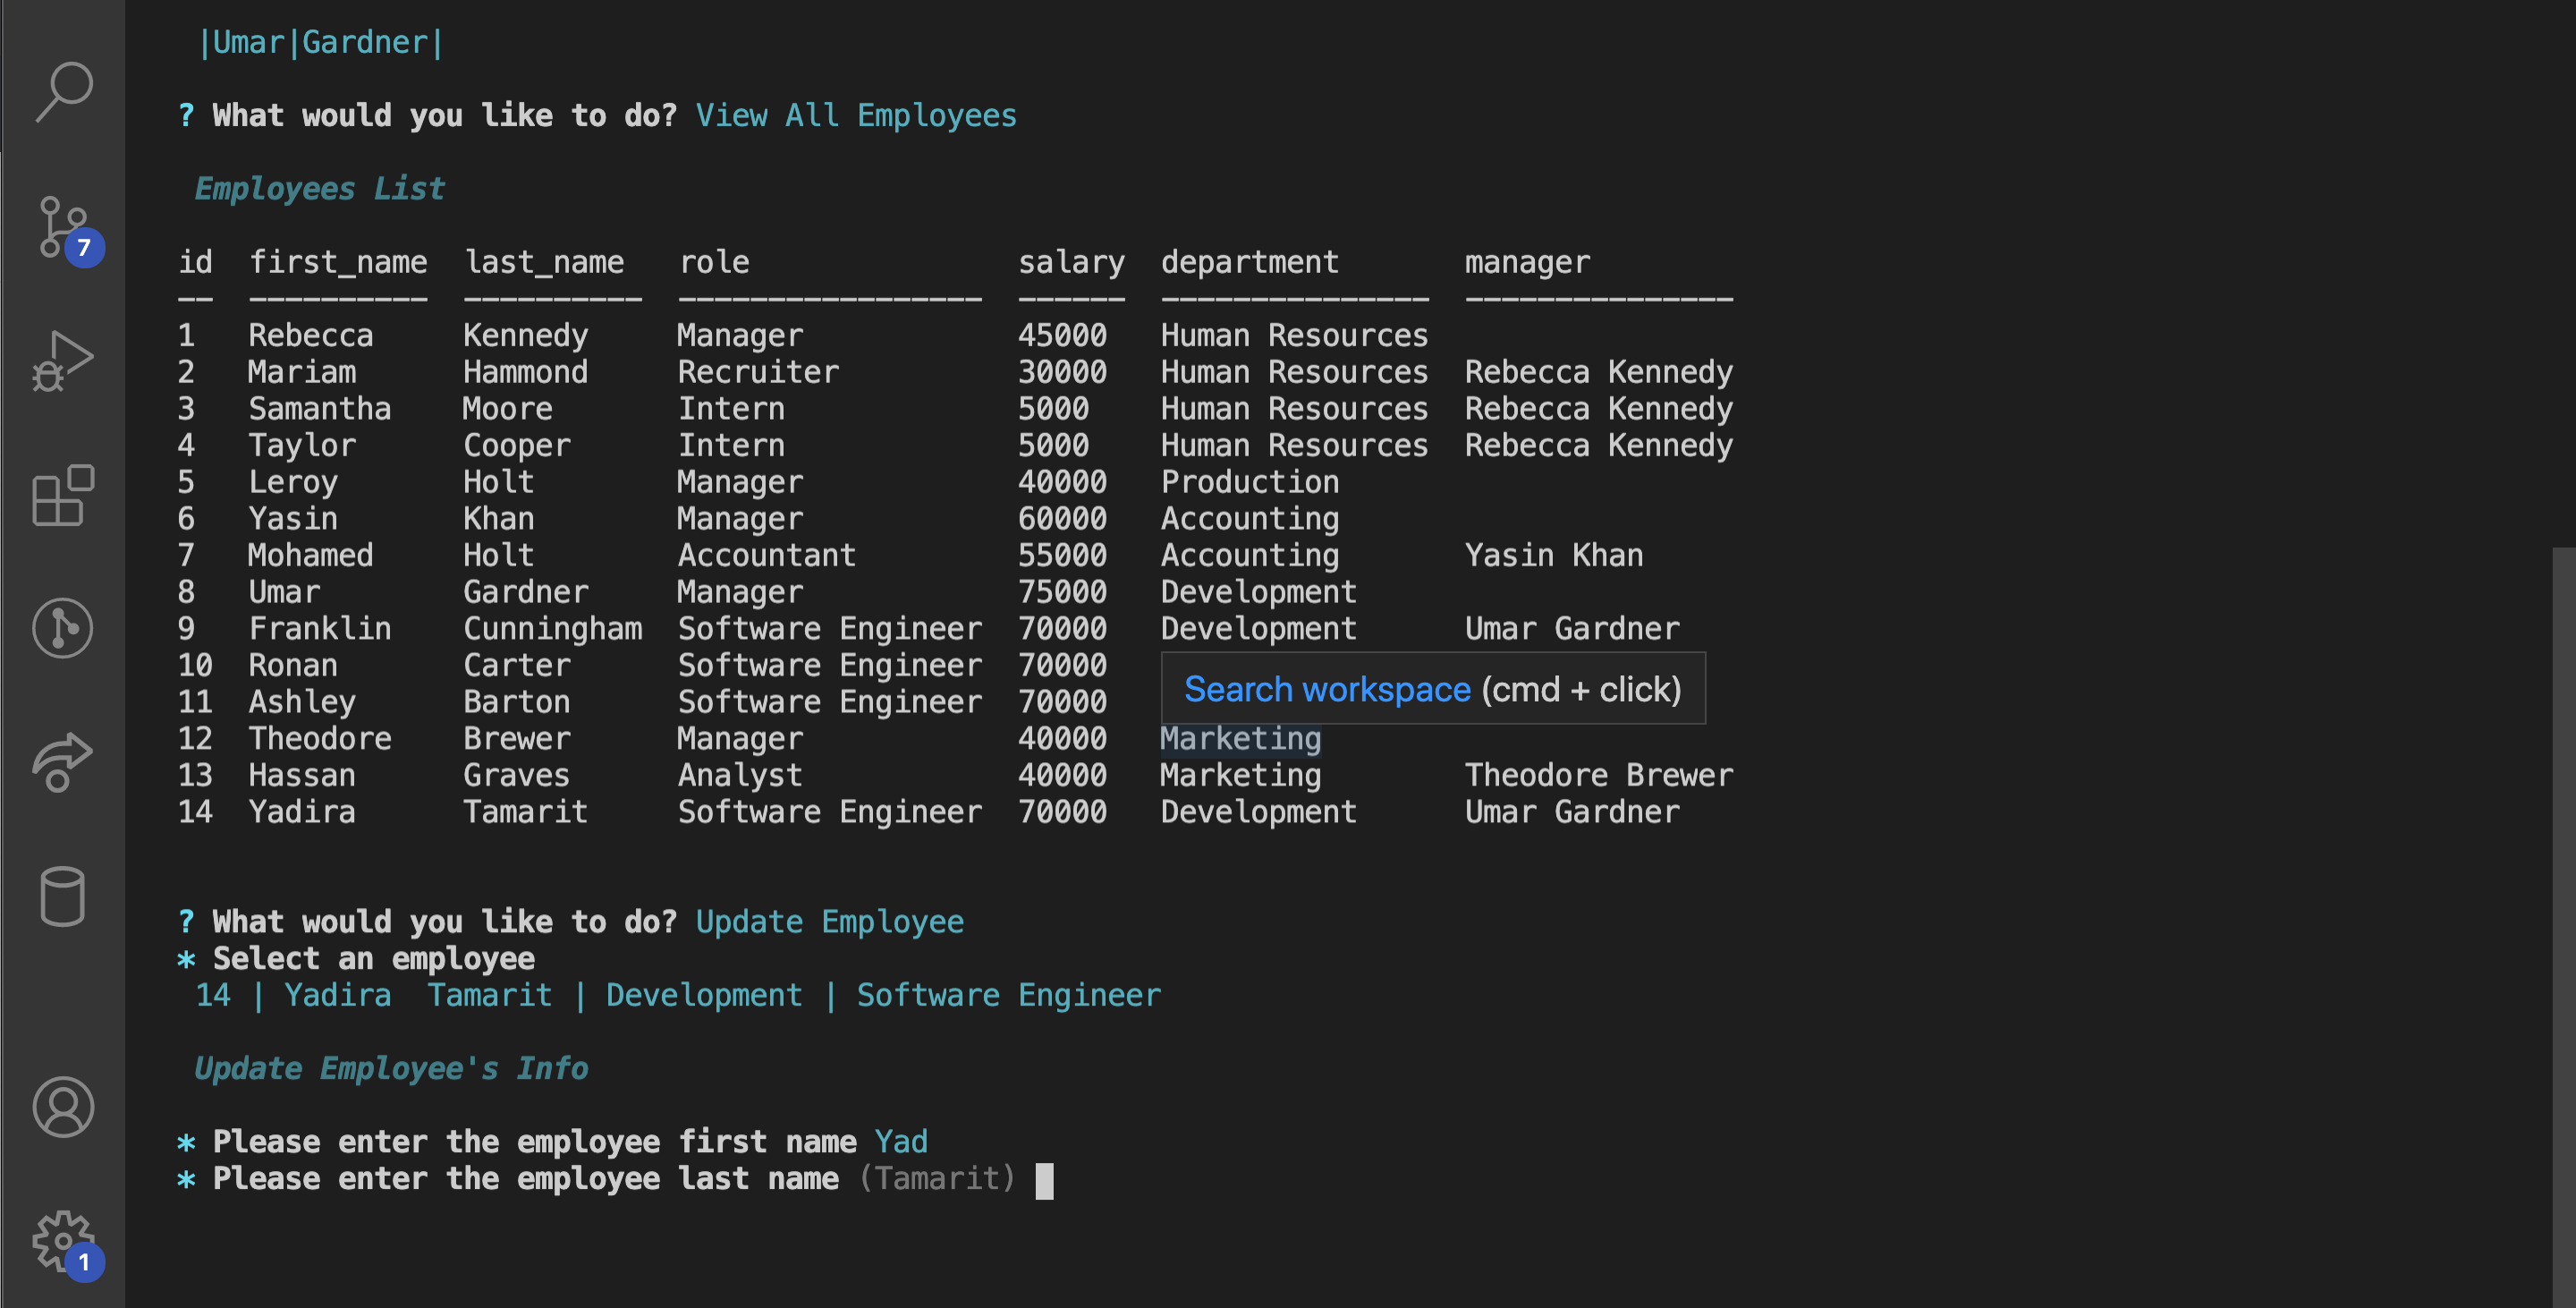 |Umar|Gardner|
? What would you like to do? View All Employees
Employees List
id first_name last_name role salary department manager
-- ---------- ---------- ----------------- ------ --------------- ---------------
1 Rebecca Kennedy Manager 45000 Human Resources
2 Mariam Hammond Recruiter 30000 Human Resources Rebecca Kennedy
3 Samantha Moore Intern 5000 Human Resources Rebecca Kennedy
4 Taylor Cooper Intern 5000 Human Resources Rebecca Kennedy
5 Leroy Holt Manager 40000 Production
6 Yasin Khan Manager 60000 Accounting
7 Mohamed Holt Accountant 55000 Accounting Yasin Khan
8 Umar Gardner Manager 75000 Development
9 Franklin Cunningham Software Engineer 70000 Development Umar Gardner
10 Ronan Carter Software Engineer 70000
Search workspace (cmd + click)
11 Ashley Barton Software Engineer 70000
12 Theodore Brewer Manager 40000 Marketing
13 Hassan Graves Analyst 40000 Marketing Theodore Brewer
14 Yadira Tamarit Software Engineer 70000 Development Umar Gardner
? What would you like to do? Update Employee
* Select an employee
14 | Yadira  Tamarit | Development | Software Engineer
Update Employee's Info
* Please enter the employee first name Yad
* Please enter the employee last name (Tamarit)
7
1